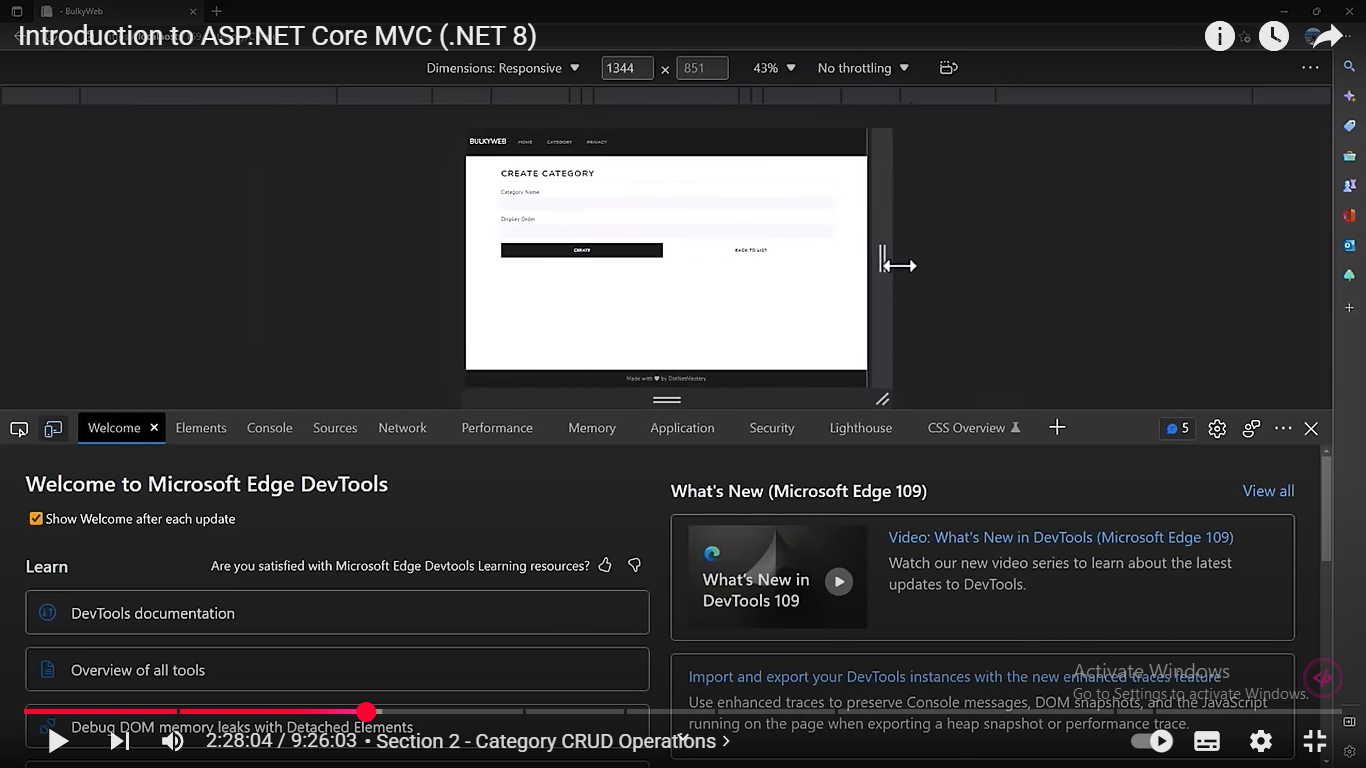 - BulkyWeb
Introduction to ASP.NET Core MVC (.NET 8)
Dimensions: Responsive
1344 x 851
43%
No throttling
BULKYWEB HOME CATEGORY PRIVACY
CREATE CATEGORY
Category Name
Display Order
CREATE
BACK TO LIST
Made with by DotNetMastery
Welcome Elements Console Sources Network Performance Memory Application Security Lighthouse CSS Overview 5
Welcome to Microsoft Edge DevTools
Show Welcome after each update
Learn
Are you satisfied with Microsoft Edge Devtools Learning resources?
DevTools documentation
Overview of all tools
Debug DOM memory leaks with Detached Elements
What's New (Microsoft Edge 109)
View all
What's New in
DevTools 109
Video: What's New in DevTools (Microsoft Edge 109)
Watch our new video series to learn about the latest
updates to DevTools.
Import and export your DevTools instances with the new enhanced traces feature
Use enhanced traces to preserve Console messages, DOM snapshots, and the JavaScript
running on the page when exporting a heap snapshot or performance trace.
Activate Windows
Go to Settings to activate Windows.
2:28:04 / 9:26:03 • Section 2 - Category CRUD Operations